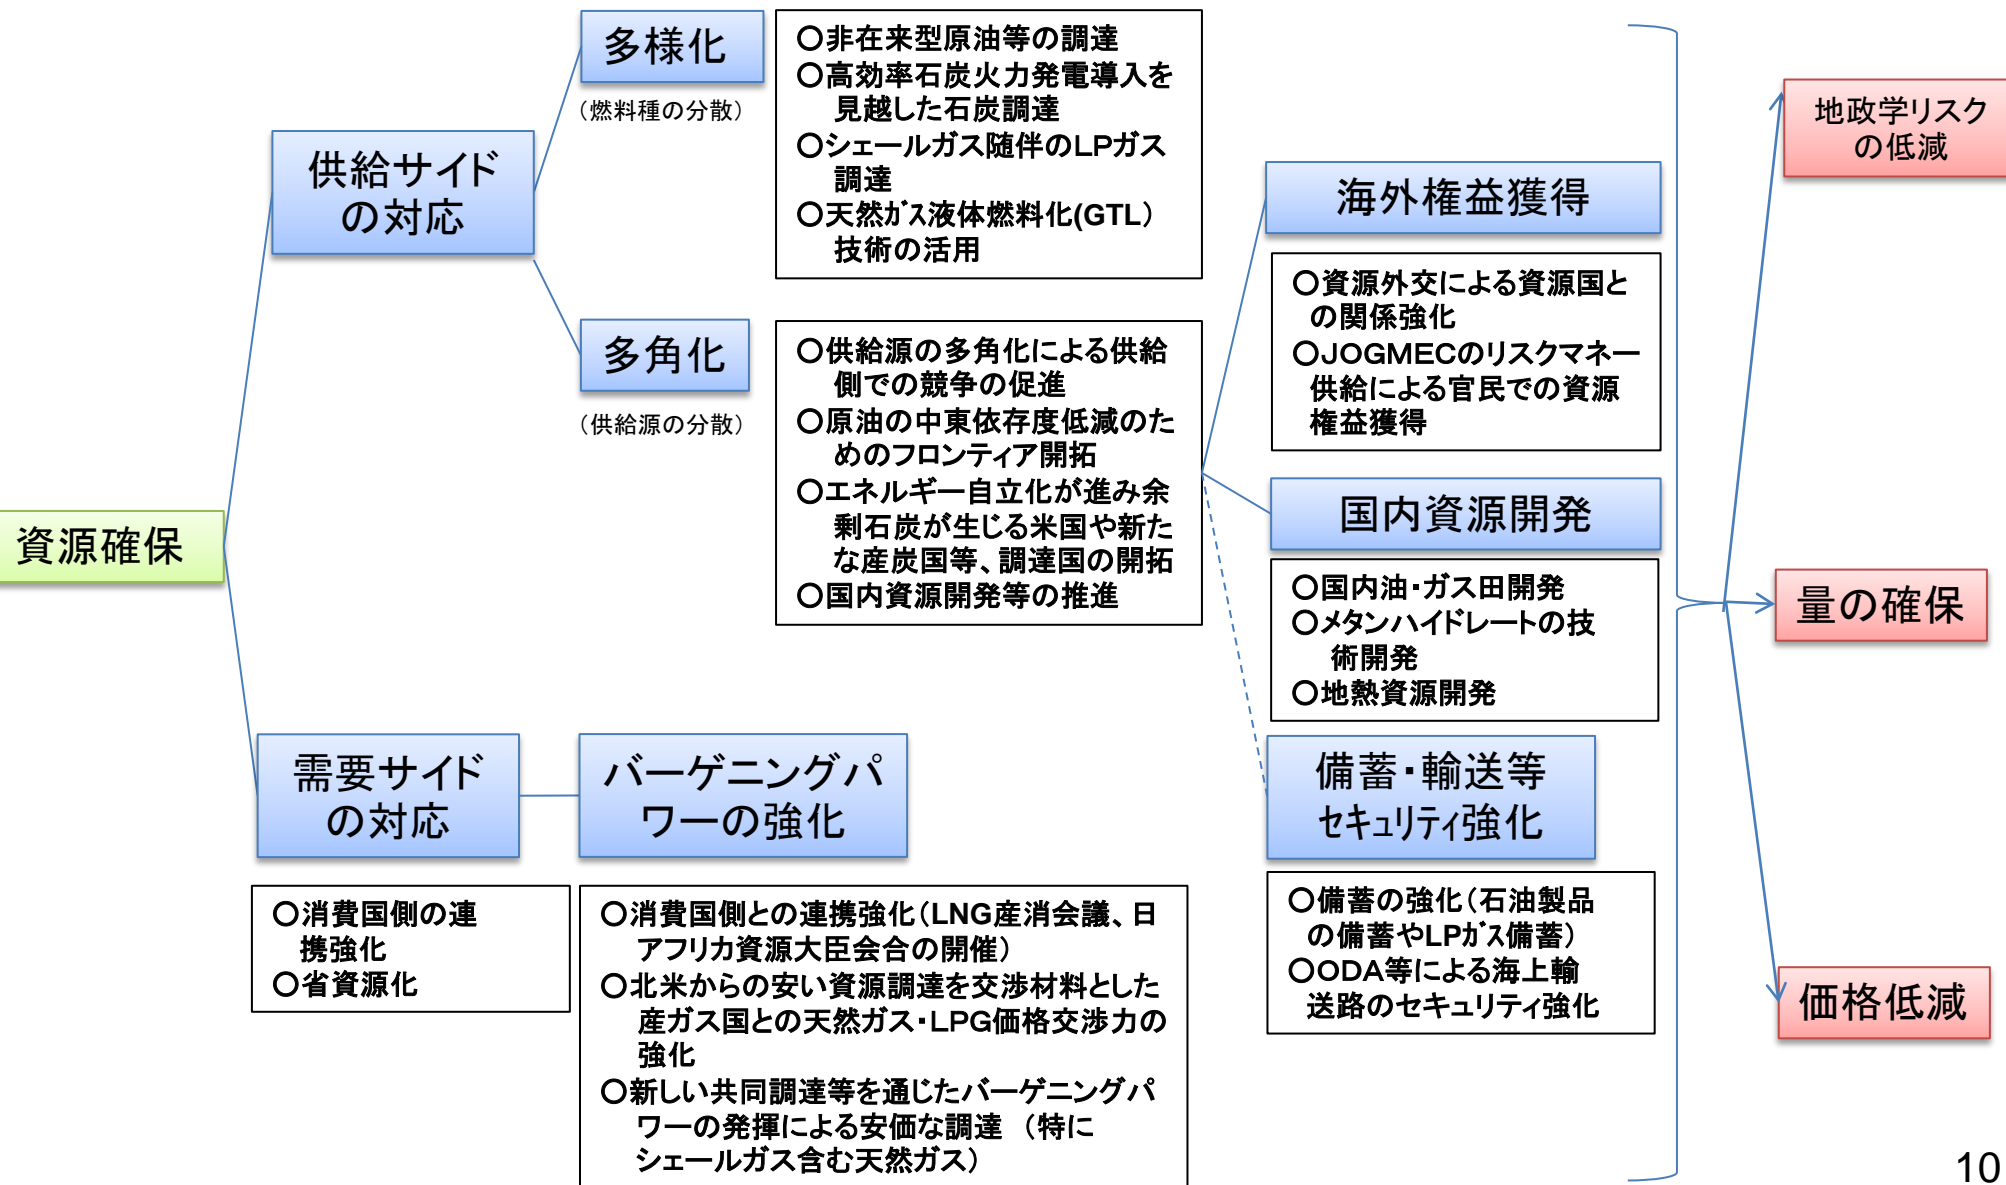 資源確保
供給サイド
の対応
多様化
（燃料種の分散）
〇非在来型原油等の調達
〇高効率石炭火力発電導入を
見越した石炭調達
〇シェールガス随伴のLPガス
調達
〇天然ｶﾞｽ液体燃料化(GTL）
技術の活用
多角化
（供給源の分散）
〇供給源の多角化による供給
側での競争の促進
〇原油の中東依存度低減のた
めのフロンティア開拓
〇エネルギー自立化が進み余
剰石炭が生じる米国や新た
な産炭国等、調達国の開拓
〇国内資源開発等の推進
海外権益獲得
〇資源外交による資源国と
の関係強化
〇JOGMECのリスクマネー
供給による官民での資源
権益獲得
国内資源開発
〇国内油・ガス田開発
〇メタンハイドレートの技
術開発
〇地熱資源開発
備蓄・輸送等
セキュリティ強化
〇備蓄の強化（石油製品
の備蓄やLPｶﾞｽ備蓄）
〇ODA等による海上輸
送路のセキュリティ強化
需要サイド
の対応
〇消費国側の連
携強化
〇省資源化
バーゲニングパ
ワーの強化
〇消費国側との連携強化（LNG産消会議、日
アフリカ資源大臣会合の開催）
〇北米からの安い資源調達を交渉材料とした
産ガス国との天然ガス・LPG価格交渉力の
強化
〇新しい共同調達等を通じたバーゲニングパ
ワーの発揮による安価な調達　（特に
シェールガス含む天然ガス）
地政学リスク
の低減
量の確保
価格低減
10